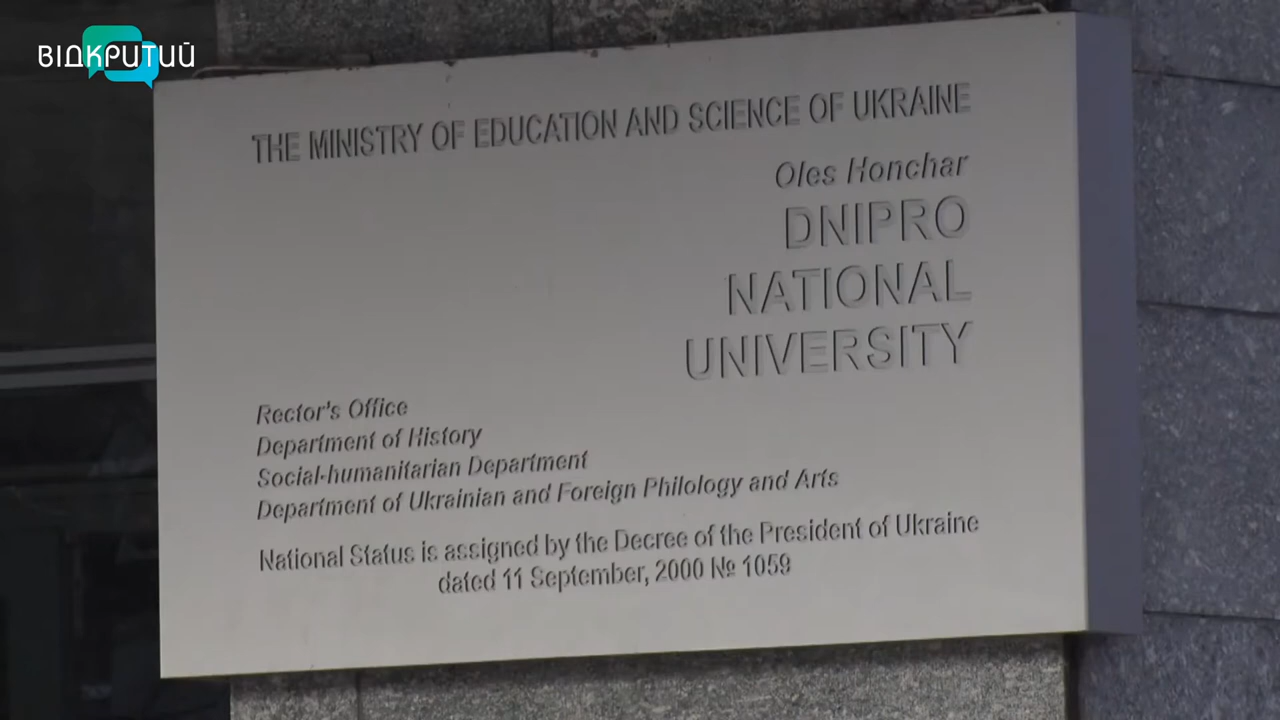 ВІДКРИТИЙ
THE MINISTRY OF EDUCATION AND SCIENCE OF UKRAINE
Oles Honchar
DNIPRO
NATIONAL
UNIVERSITY
Rector's Office
Department of History
Social-humanitarian Department
Department of Ukrainian and Foreign Philology and Arts
National Status is assigned by the Decree of the President of Ukraine
dated 11 September, 2000 № 1059